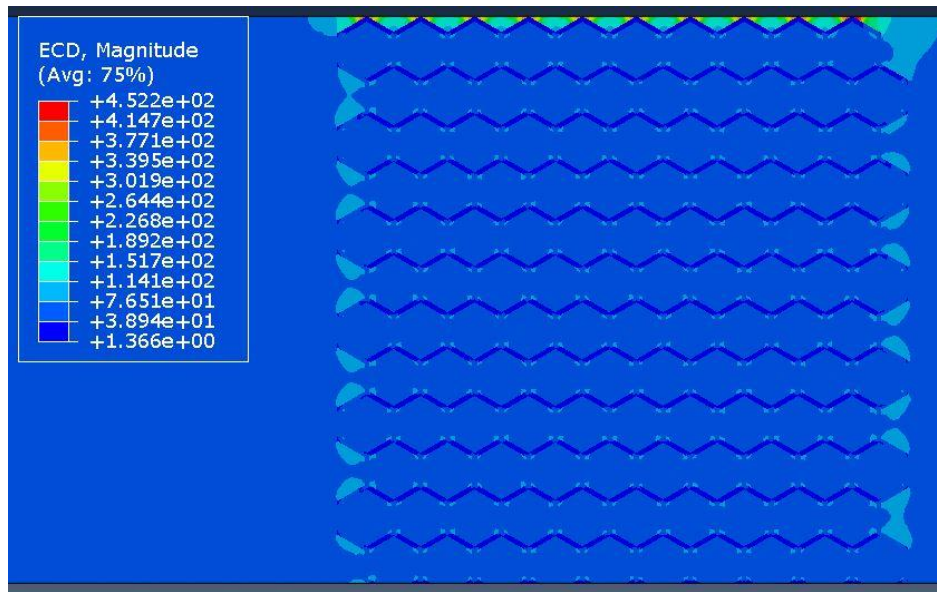 ECD, Magnitude
(Avg: 75%)
+4.522e+02
+4.147e+02
+3.771e+02
+3.395e+02
+3.019e+02
+2.644e+02
+2.268e+02
+1.892e+02
+1.517e+02
+1.141e+02
+7.651e+01
+3.894e+01
+1.366e+00